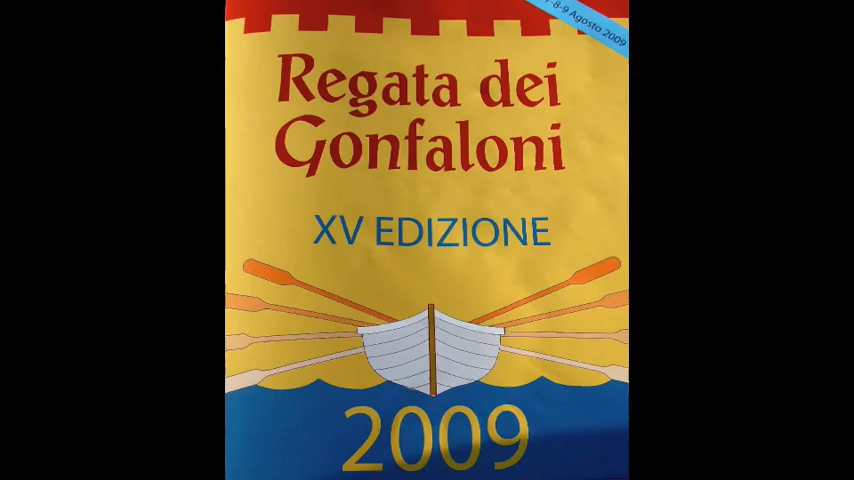 7-8-9 Agosto 2009
Regata dei
Gonfaloni
XV EDIZIONE
2009